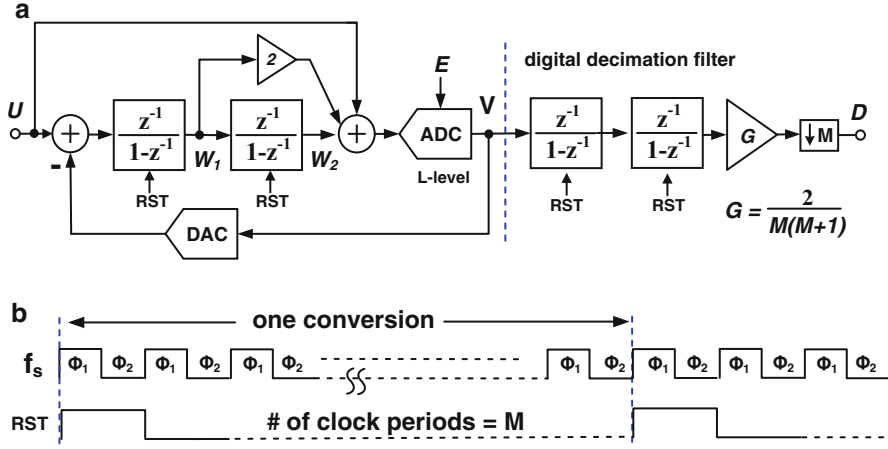 a
U
-
+
z⁻¹
1-z⁻¹
RST
W₁
2
z⁻¹
1-z⁻¹
RST
W₂
+
E
ADC
L-level
V
DAC
digital decimation filter
z⁻¹
1-z⁻¹
RST
z⁻¹
1-z⁻¹
RST
G
↓M
D
G = 2
M(M+1)
b
one conversion
fₛ
Φ₁ Φ₂ Φ₁ Φ₂ Φ₁ Φ₂ Φ₁ Φ₂ Φ₁ Φ₂ Φ₁ Φ₂ Φ₁ Φ₂
RST
# of clock periods = M